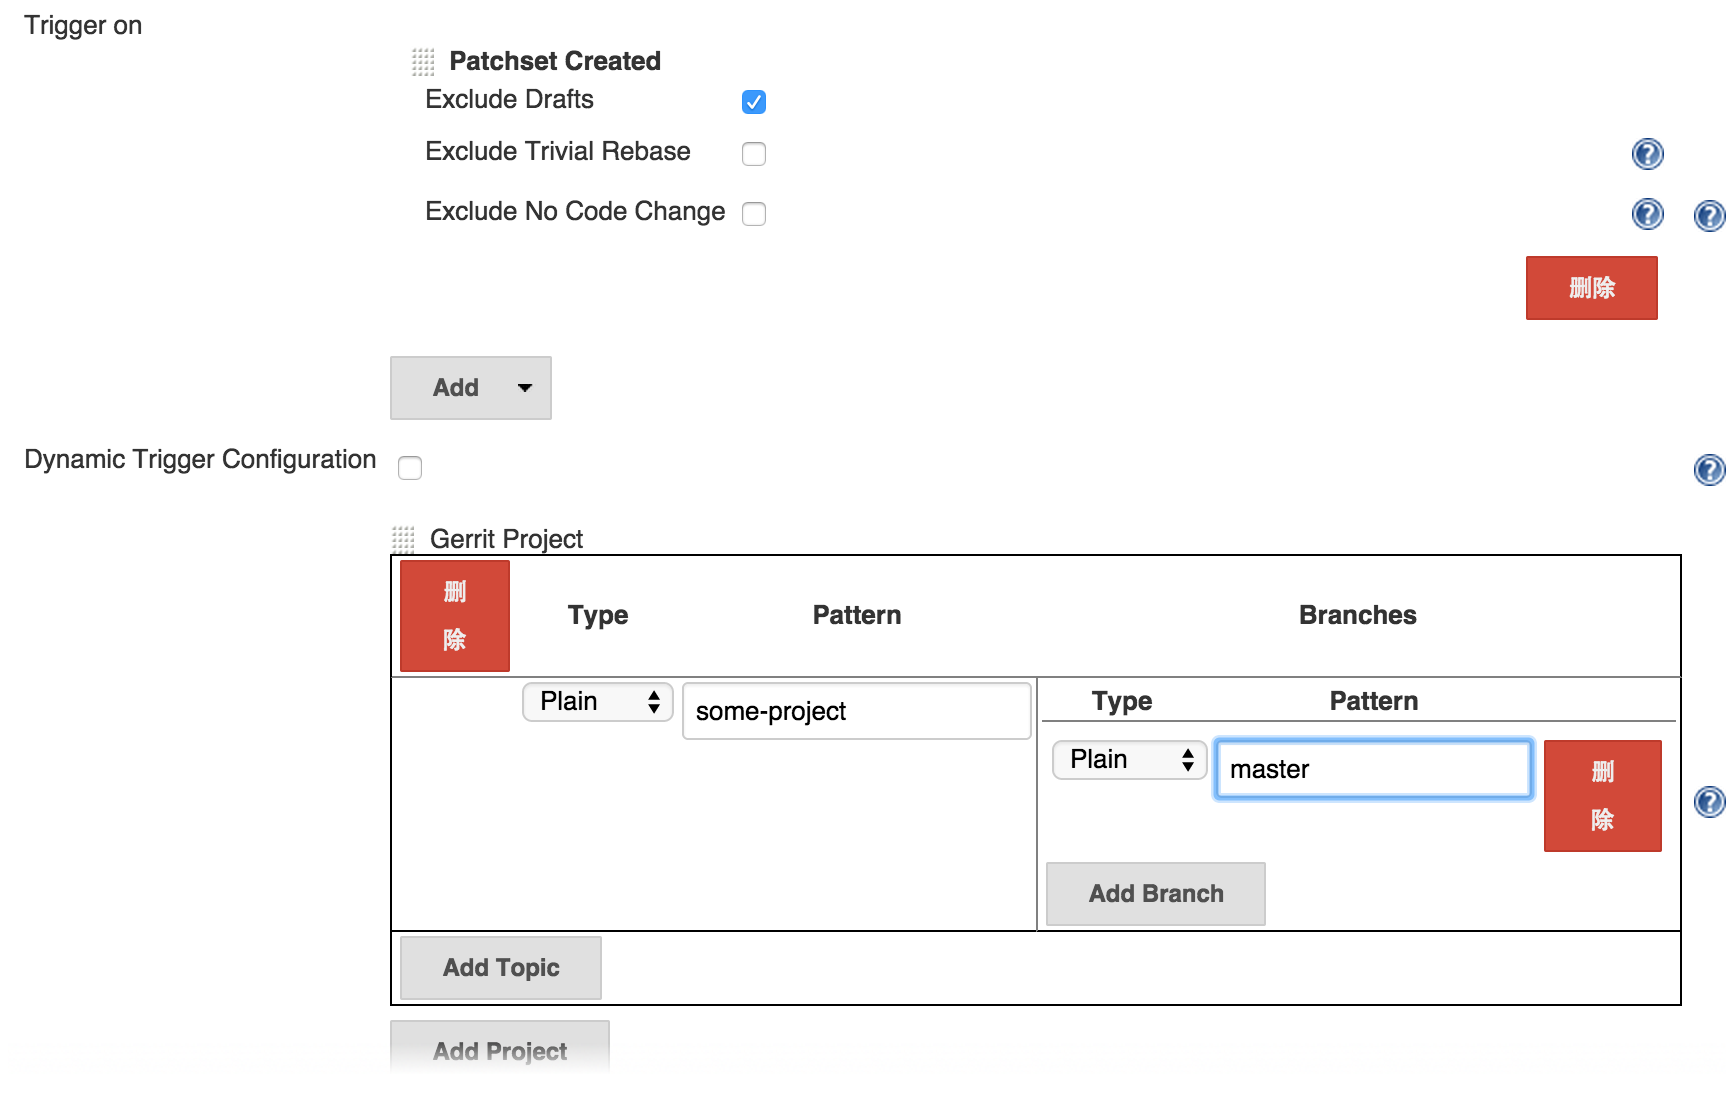 Trigger on
Patchset Created
Exclude Drafts
Exclude Trivial Rebase
?
Exclude No Code Change
? ?
删除
Add
Dynamic Trigger Configuration
?
Gerrit Project
删
除
Type Pattern Branches
Plain some-project
Type Pattern
Plain master
删
除
?
Add Branch
Add Topic
Add Project